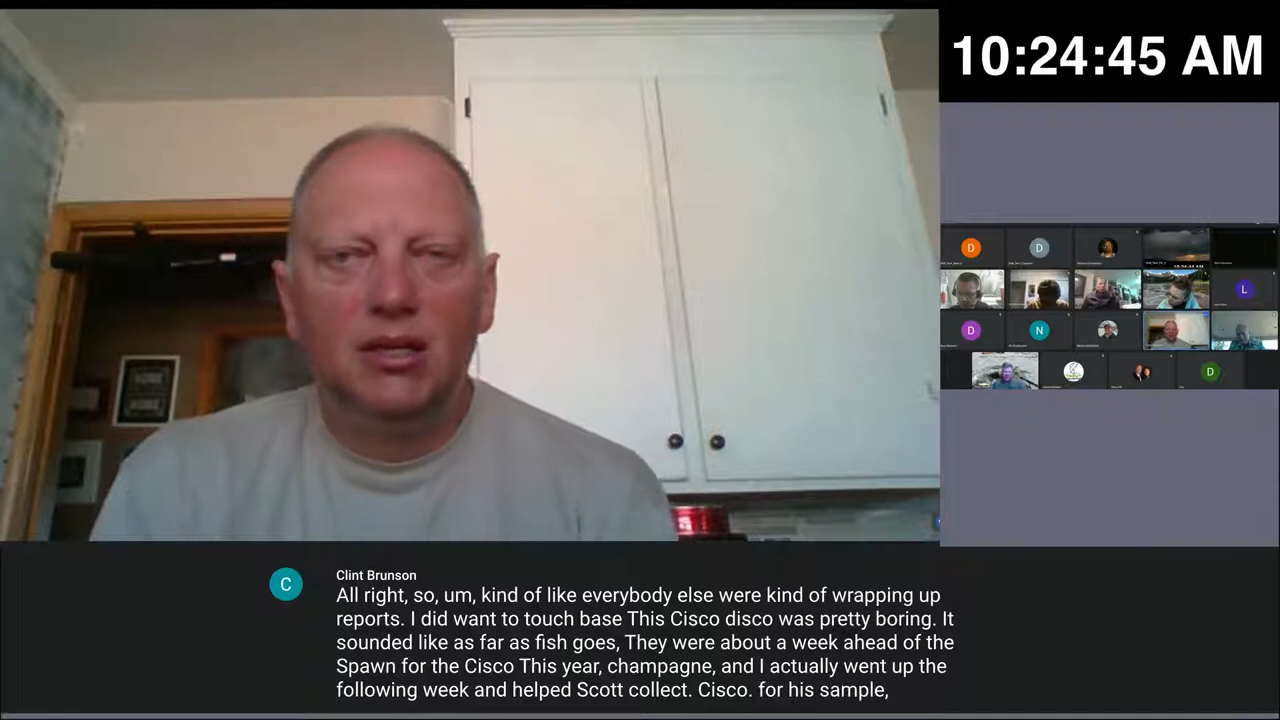 10:24:45 AM
D
D
L
D
N
D
C
Clint Brunson
All right, so, um, kind of like everybody else were kind of wrapping up
reports. I did want to touch base This Cisco disco was pretty boring. It
sounded like as far as fish goes, They were about a week ahead of the
Spawn for the Cisco This year, champagne, and I actually went up the
following week and helped Scott collect. Cisco. for his sample,